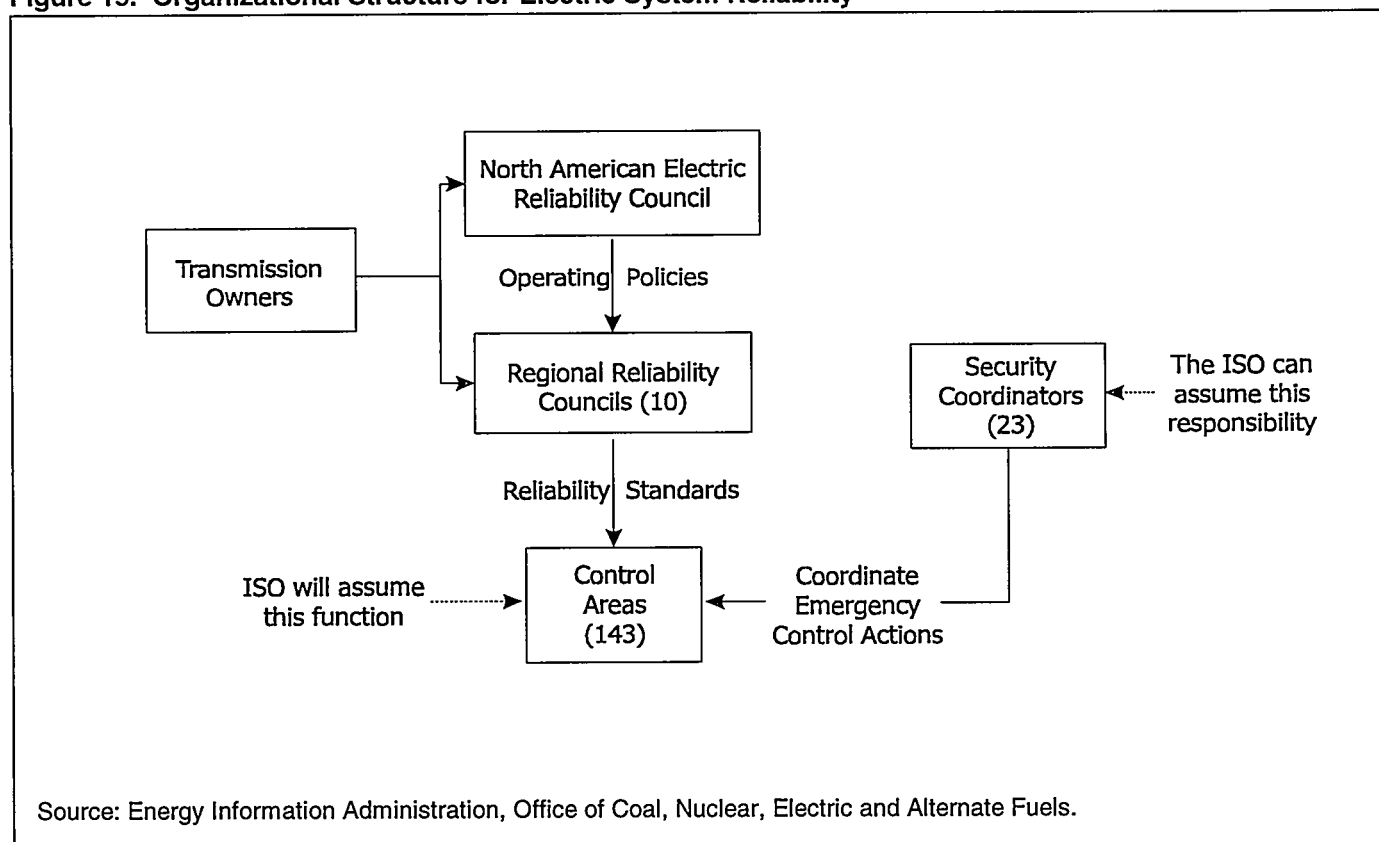 North American Electric
Reliability Council
Transmission
Owners
Operating Policies
Regional Reliability
Councils (10)
Security
Coordinators
(23)
The ISO can
assume this
responsibility
Reliability Standards
ISO will assume
this function
Control
Areas
(143)
Coordinate
Emergency
Control Actions
Source: Energy Information Administration, Office of Coal, Nuclear, Electric and Alternate Fuels.